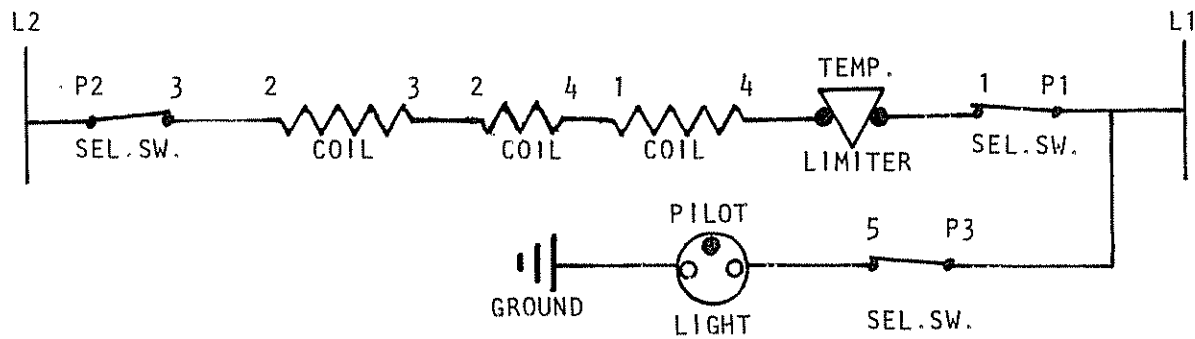 L2
L1
P2 3 2 3 2 4 1 4 TEMP. 1 P1
SEL.SW. COIL COIL COIL LIMITER SEL.SW.
PILOT 5 P3
GROUND LIGHT SEL.SW.